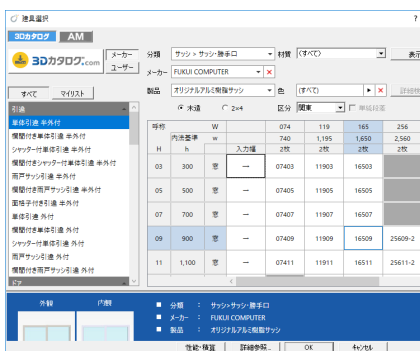 建具選択
?
3Dカタログ AM
3Dカタログ.com
メーカー
ユーザー
分類 サッシ > サッシ・勝手口
材質 (すべて)
表示
メーカー FUKUI COMPUTER
すべて マイリスト
製品 オリジナルアルミ樹脂サッシ
色 (すべて)
詳細検
木造 2×4
区分 関東
単純段差
引違
単体引違 半外付
欄間付き単体引違 半外付
シャッター付単体引違 半外付
欄間付きシャッター付単体引違 半外付
雨戸サッシ引違 半外付
欄間付き雨戸サッシ引違 半外付
面格子付き引違 半外付
単体引違 外付
欄間付き単体引違 外付
シャッター付単体引違 外付
雨戸サッシ引違 外付
欄間付き雨戸サッシ引違 外付
ドア
呼称 W 074 119 165 256
内法基準 w 740 1,195 1,650 2,560
H h 入力幅 2枚 2枚 2枚 2枚
03 300 窓 — 07403 11903 16503
05 500 窓 — 07405 11905 16505
07 700 窓 — 07407 11907 16507
09 900 窓 — 07409 11909 16509 25609-2
11 1,100 窓 — 07411 11911 16511 25611-2
外観 内観
■ 分類 : サッシ>サッシ・勝手口
■ メーカー : FUKUI COMPUTER
■ 製品 : オリジナルアルミ樹脂サッシ
性能・積算 詳細参照... OK キャンセル